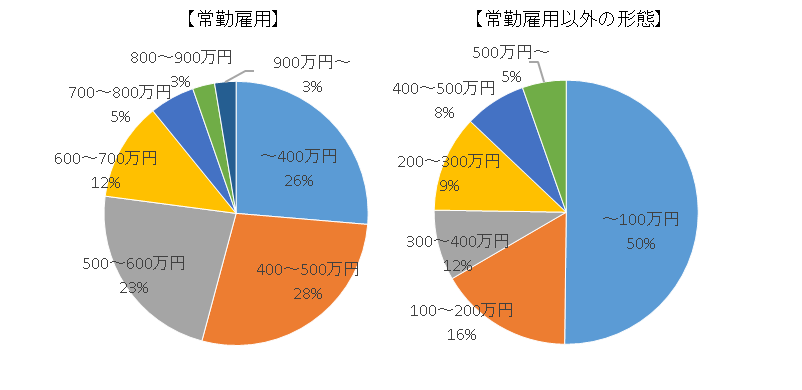 【常勤雇用】
800～900万円
3%
900万円～
3%
700～800万円
5%
600～700万円
12%
～400万円
26%
500～600万円
23%
400～500万円
28%
【常勤雇用以外の形態】
500万円～
5%
400～500万円
8%
200～300万円
9%
300～400万円
12%
100～200万円
16%
～100万円
50%